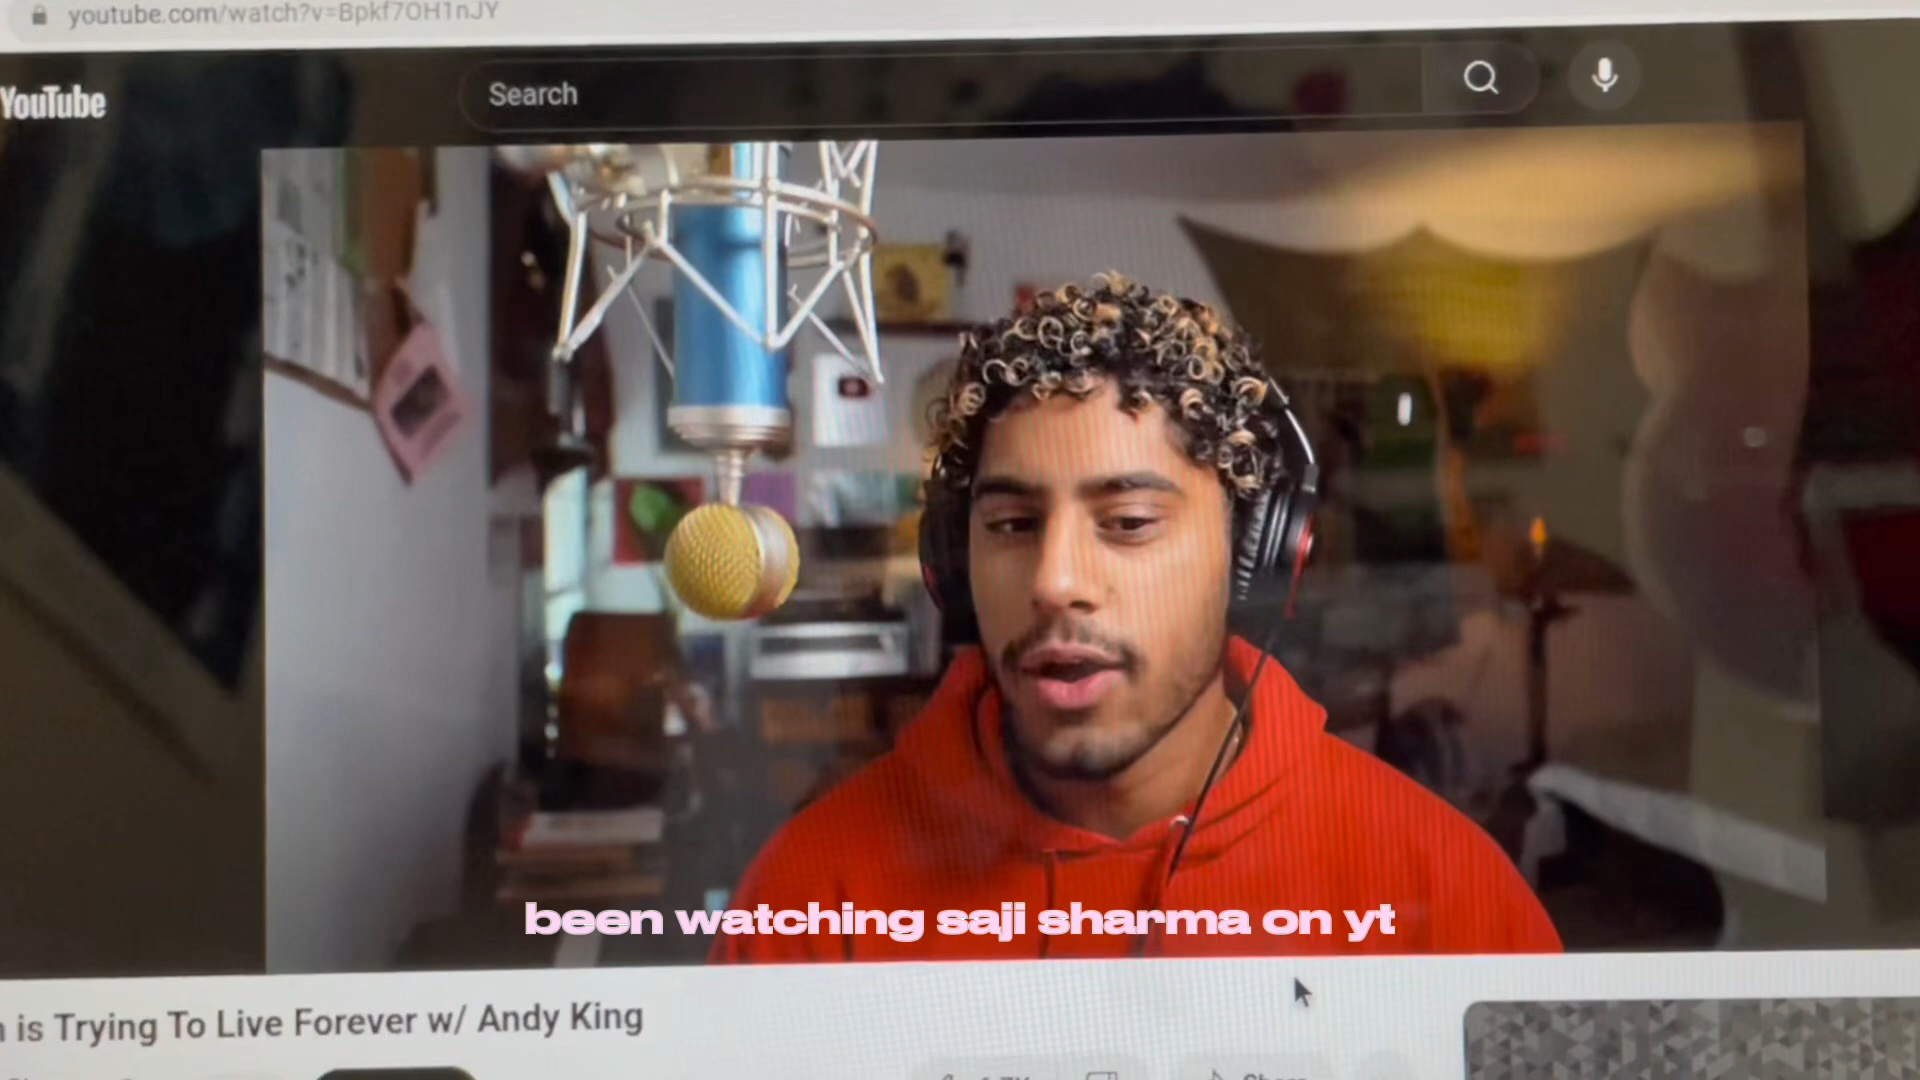 youtube.com/watch?v=Bpkf7OH1nJY
YouTube
Search
been watching saji sharma on yt
is Trying To Live Forever w/ Andy King
Share